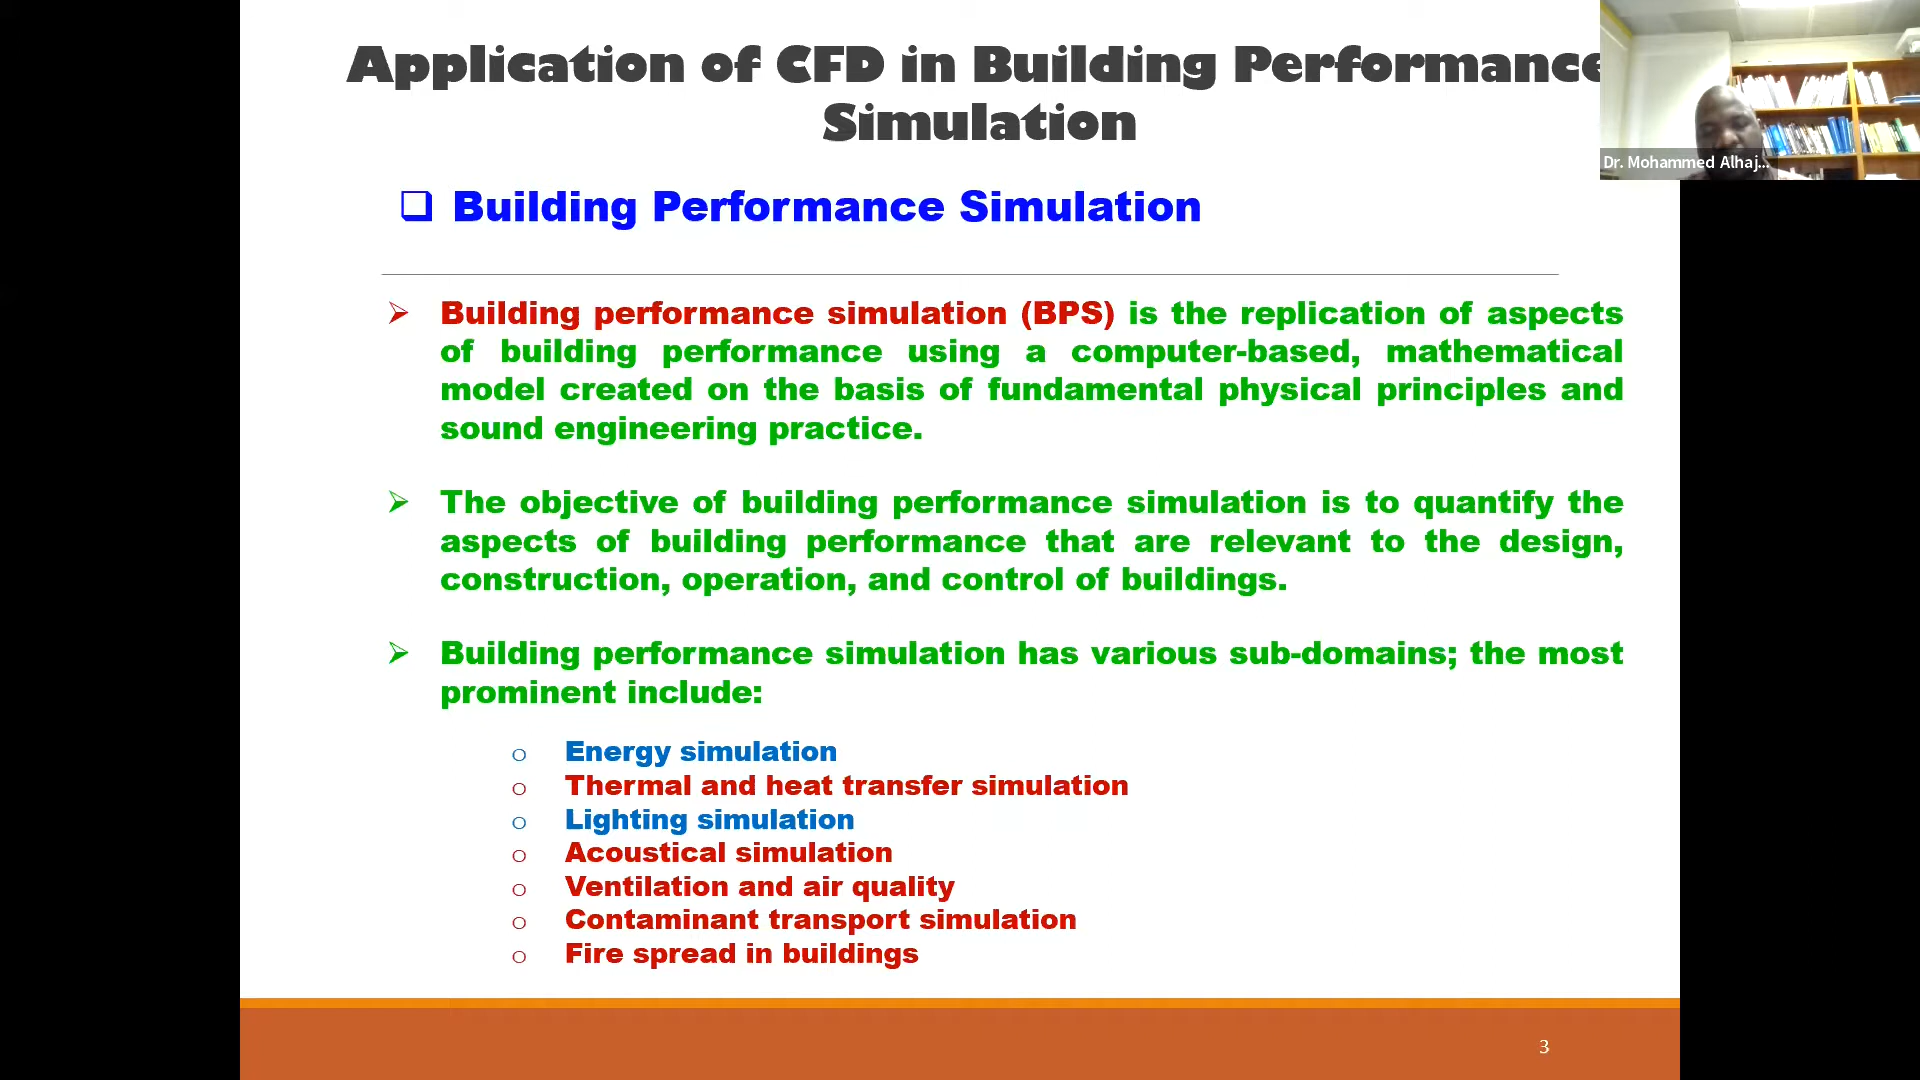 Application of CFD in Building Performance
Simulation
Dr. Mohammed Alhaj...
Building Performance Simulation
Building performance simulation (BPS) is the replication of aspects
of building performance using a computer-based, mathematical
model created on the basis of fundamental physical principles and
sound engineering practice.
The objective of building performance simulation is to quantify the
aspects of building performance that are relevant to the design,
construction, operation, and control of buildings.
Building performance simulation has various sub-domains; the most
prominent include:
o Energy simulation
o Thermal and heat transfer simulation
o Lighting simulation
o Acoustical simulation
o Ventilation and air quality
o Contaminant transport simulation
o Fire spread in buildings
3